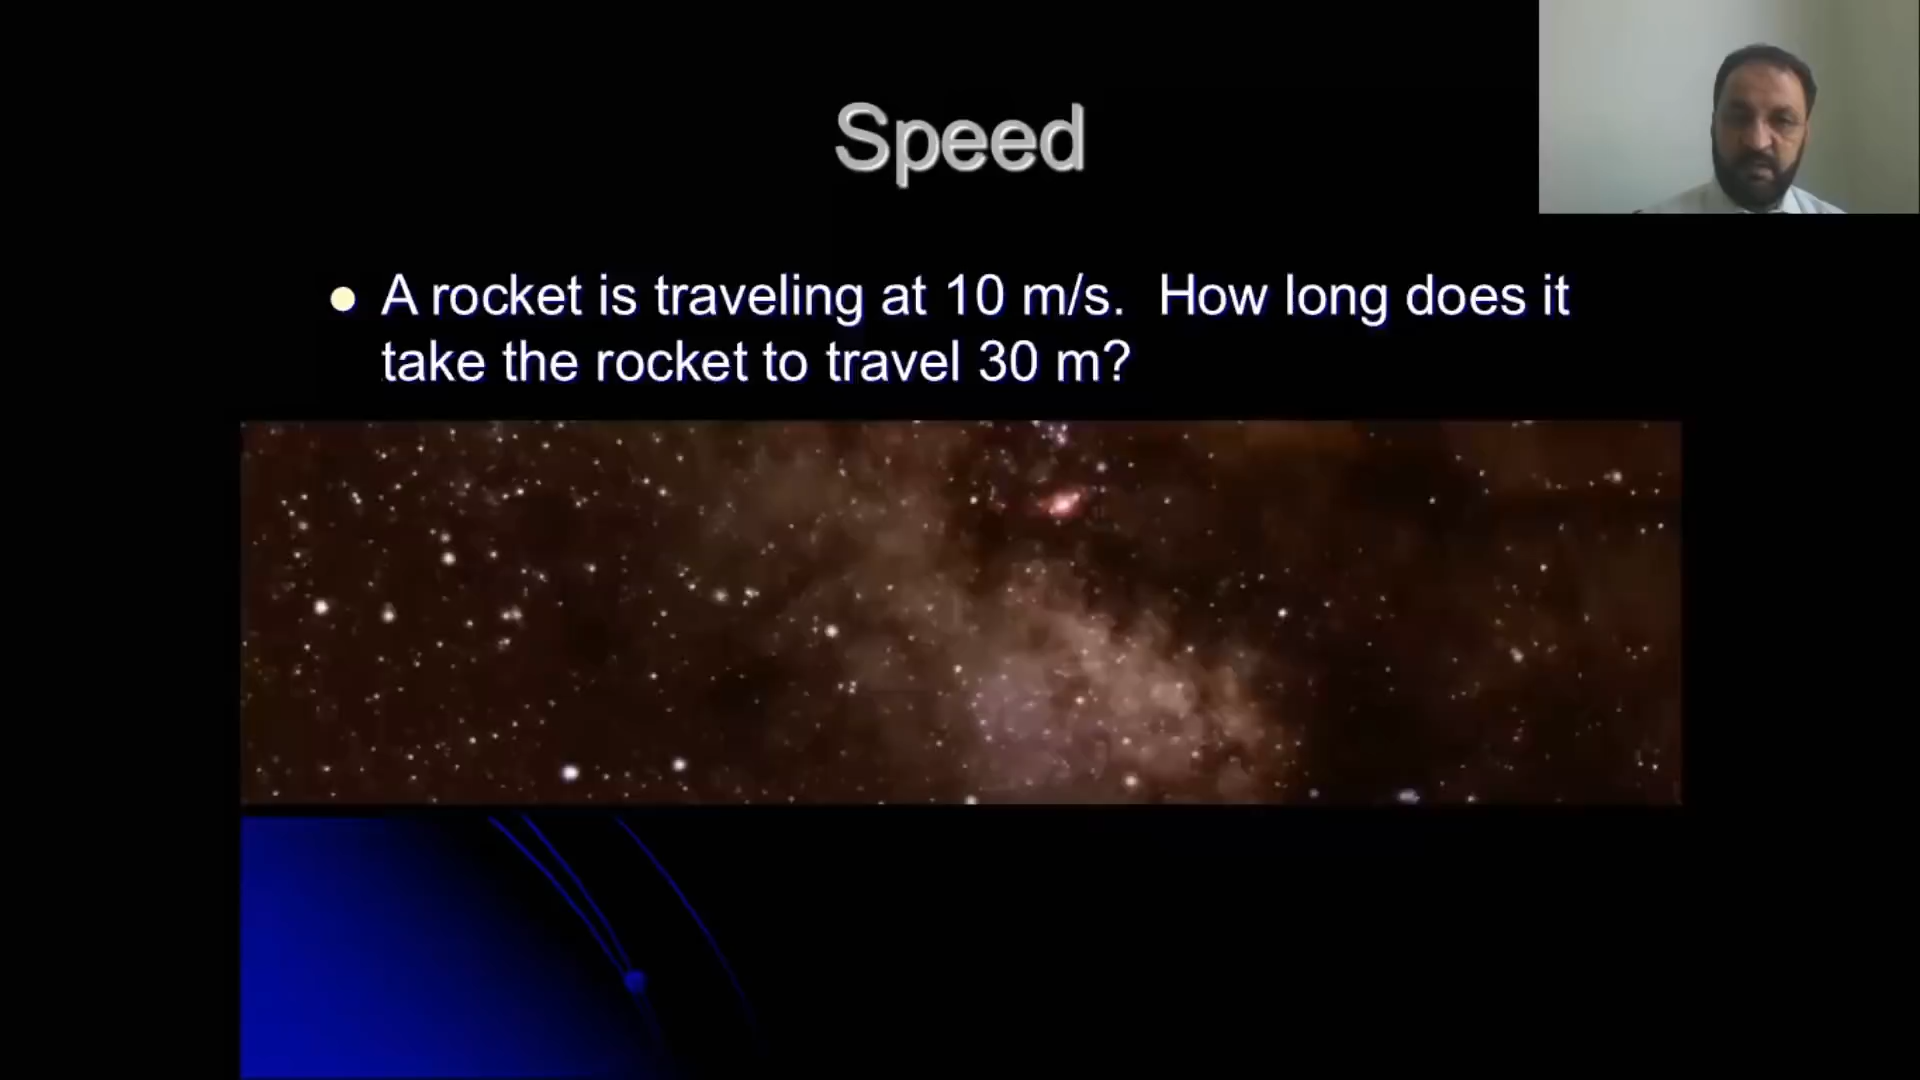 Speed
A rocket is traveling at 10 m/s. How long does it
take the rocket to travel 30 m?